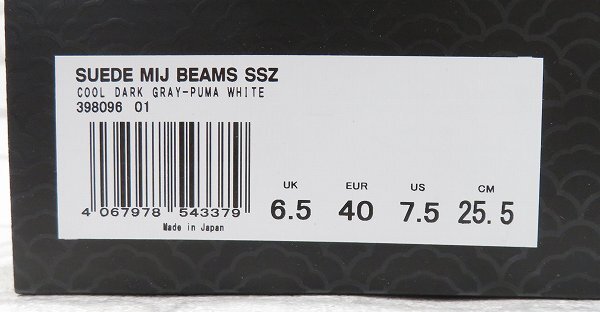 SUEDE MIJ BEAMS SSZ
COOL DARK GRAY-PUMA WHITE
398096 01
4 067978 543379
Made in Japan
UK EUR US CM
6.5 40 7.5 25.5